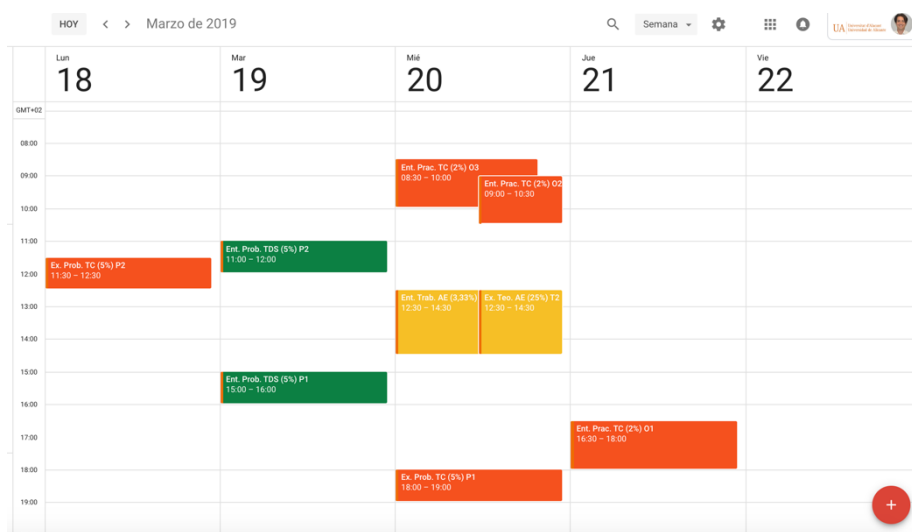 HOY
Marzo de 2019
Semana
UA Universitat d'Alacant
Universidad de Alicante
Lun
18
Mar
19
Mié
20
Jue
21
Vie
22
GMT+02
08:00
09:00
10:00
11:00
12:00
13:00
14:00
15:00
16:00
17:00
18:00
19:00
Ex. Prob. TC (5%) P2
11:30 – 12:30
Ent. Prob. TDS (5%) P2
11:00 – 12:00
Ent. Prob. TDS (5%) P1
15:00 – 16:00
Ent. Prac. TC (2%) O3
08:30 – 10:00
Ent. Prac. TC (2%) O2
09:00 – 10:30
Ent. Trab. AE (3,33%)
12:30 – 14:30
Ex. Teo. AE (25%) T2
12:30 – 14:30
Ex. Prob. TC (5%) P1
18:00 – 19:00
Ent. Prac. TC (2%) O1
16:30 – 18:00